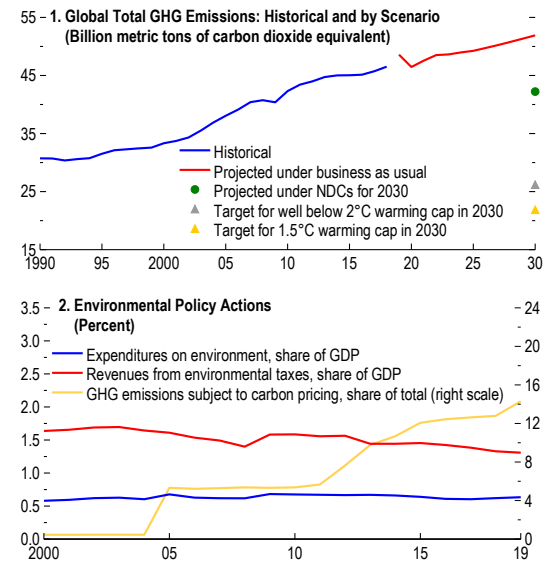 1. Global Total GHG Emissions: Historical and by Scenario
(Billion metric tons of carbon dioxide equivalent)
55
45
35
25
15
Historical
Projected under business as usual
Projected under NDCs for 2030
Target for well below 2°C warming cap in 2030
Target for 1.5°C warming cap in 2030
1990 95 2000 05 10 15 20 25 30
2. Environmental Policy Actions
(Percent)
3.5
3.0
2.5
2.0
1.5
1.0
0.5
0.0
Expenditures on environment, share of GDP
Revenues from environmental taxes, share of GDP
GHG emissions subject to carbon pricing, share of total (right scale)
24
20
16
12
8
4
0
2000 05 10 15 19